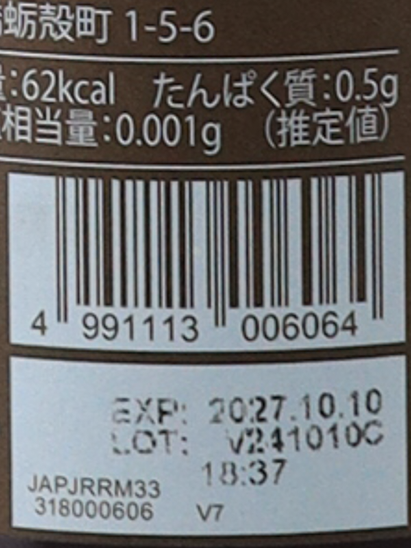 蛎殻町 1-5-6
:62kcal たんぱく質:0.5g
相当量:0.001g (推定値)
4 991113 006064
EXP: 2027.10.10
LOT: V241010C
18:37
JAPJRRM33
318000606 V7